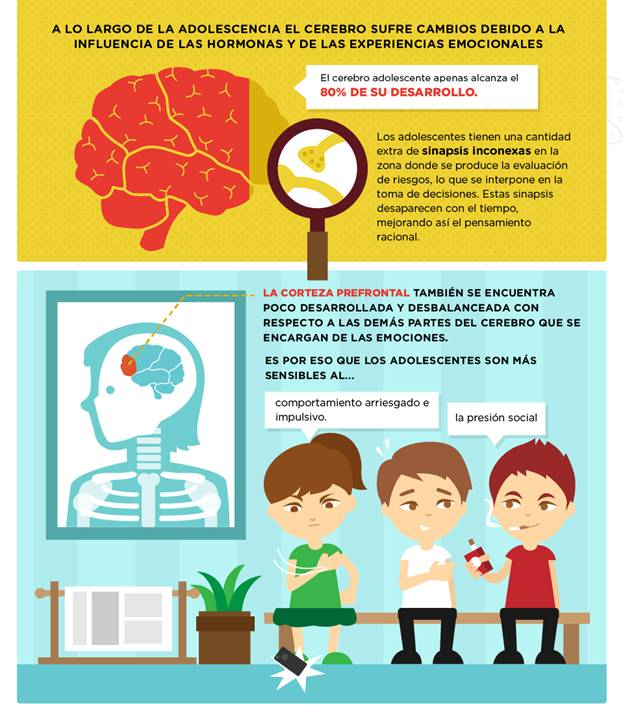 A LO LARGO DE LA ADOLESCENCIA EL CEREBRO SUFRE CAMBIOS DEBIDO A LA
INFLUENCIA DE LAS HORMONAS Y DE LAS EXPERIENCIAS EMOCIONALES
El cerebro adolescente apenas alcanza el
80% DE SU DESARROLLO.
Los adolescentes tienen una cantidad
extra de sinapsis inconexas en la
zona donde se produce la evaluación
de riesgos, lo que se interpone en la
toma de decisiones. Estas sinapsis
desaparecen con el tiempo,
mejorando así el pensamiento
racional.
LA CORTEZA PREFRONTAL TAMBIÉN SE ENCUENTRA
POCO DESARROLLADA Y DESBALANCEADA CON
RESPECTO A LAS DEMÁS PARTES DEL CEREBRO QUE SE
ENCARGAN DE LAS EMOCIONES.
ES POR ESO QUE LOS ADOLESCENTES SON MÁS
SENSIBLES AL...
comportamiento arriesgado e
impulsivo.
la presión social